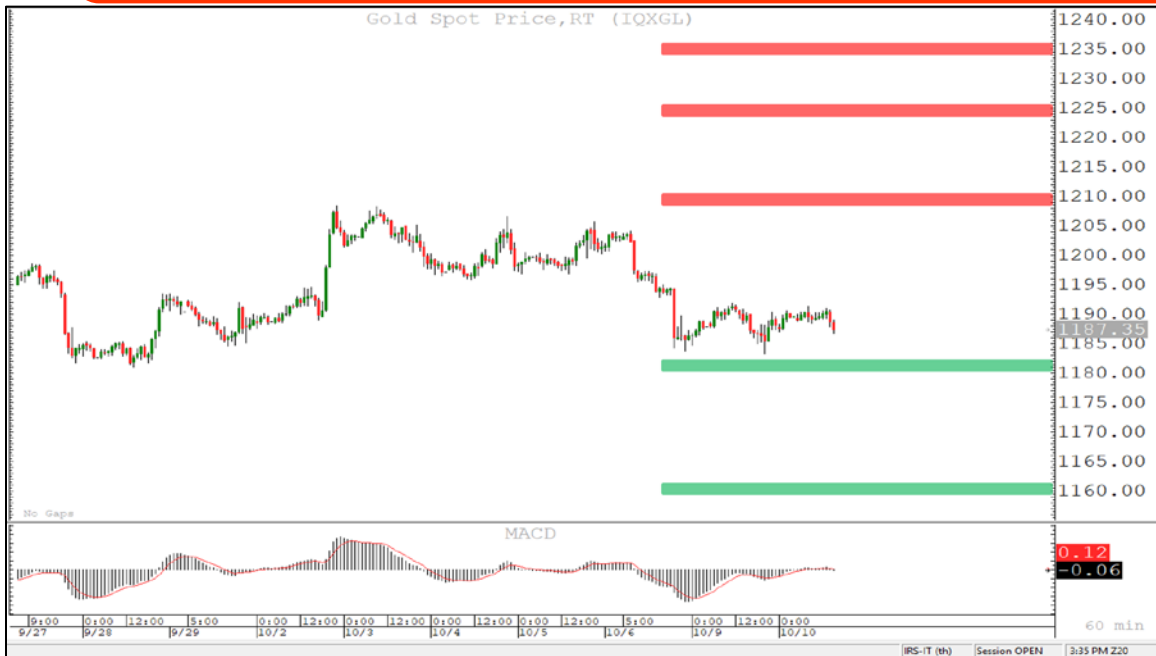 Gold Spot Price,RT (IQXGL)
1240.00
1235.00
1230.00
1225.00
1220.00
1215.00
1210.00
1205.00
1200.00
1195.00
1190.00
1187.35
1185.00
1180.00
1175.00
1170.00
1165.00
1160.00
No Gaps
MACD
0.12
-0.06
9:00 0:00 12:00 5:00 0:00 12:00 0:00 12:00 0:00 12:00 0:00 12:00 5:00 0:00 12:00 0:00
9/27 9/28 9/29 10/2 10/3 10/4 10/5 10/6 10/9 10/10
60 min
IRS-IT (th) Session OPEN 3:35 PM Z20